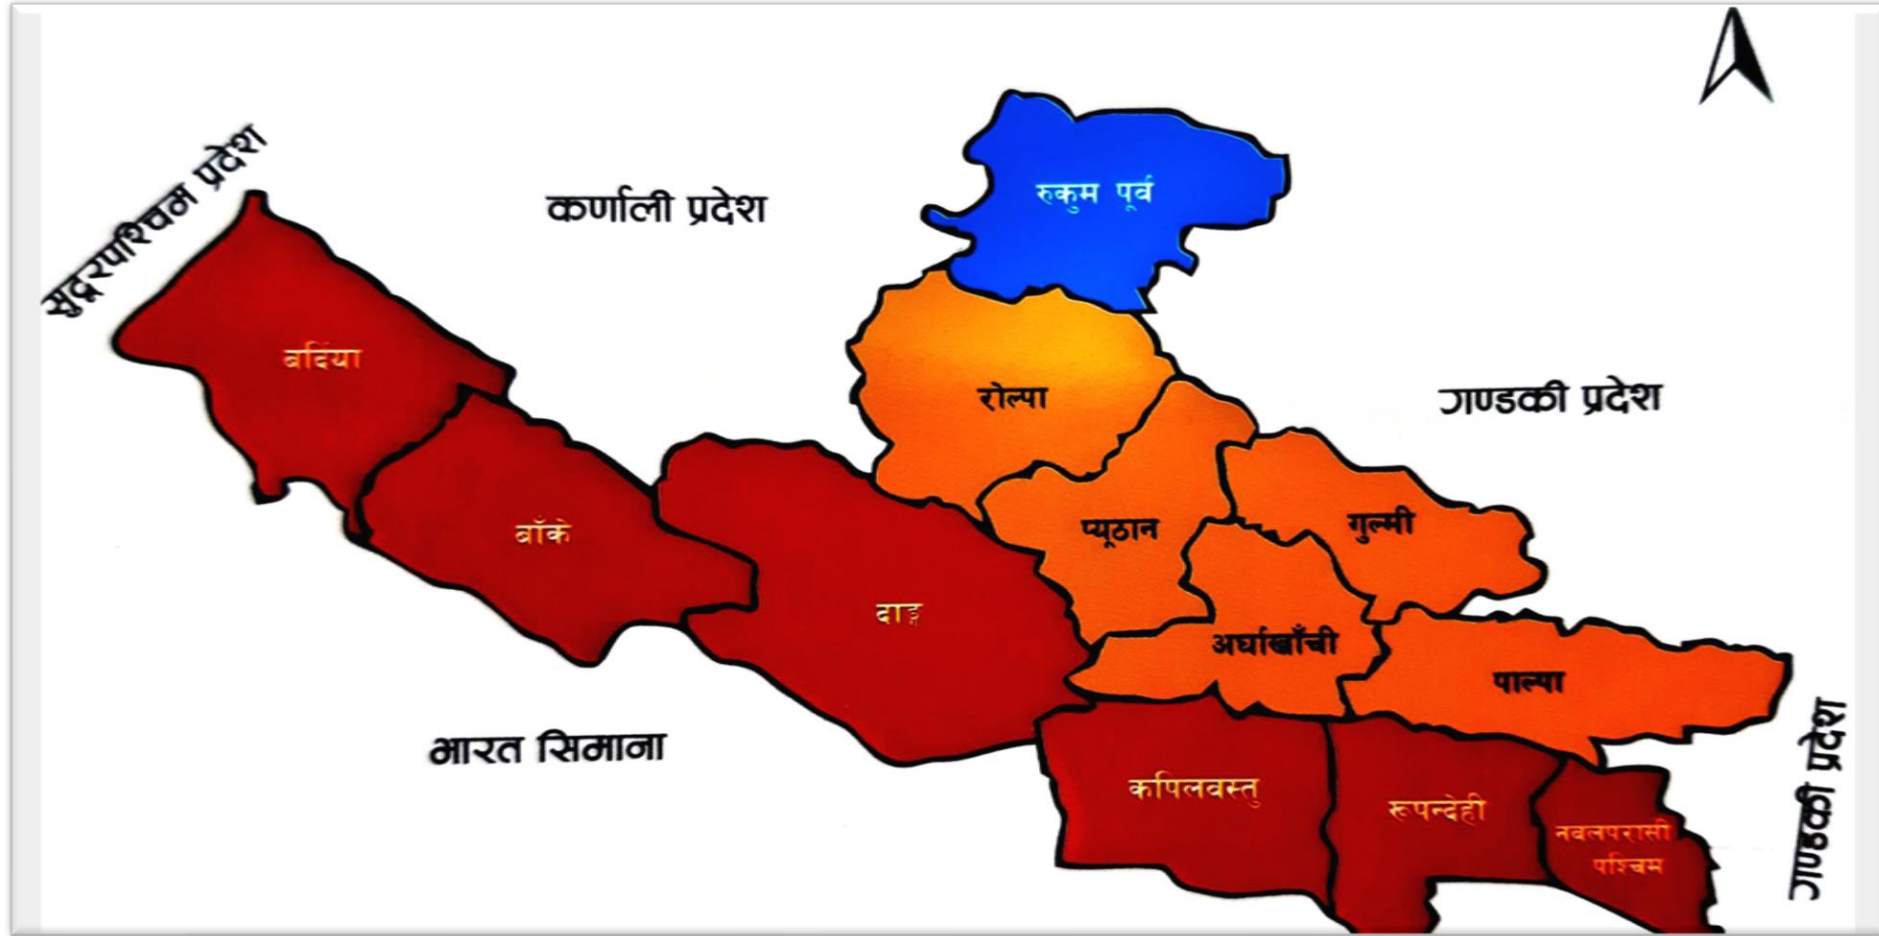 सुदूरपश्चिम प्रदेश
कर्णाली प्रदेश
रुकुम पूर्व
बर्दिया
रोल्पा
गण्डकी प्रदेश
बाँके
प्यूठान
गुल्मी
दाङ्ग
अर्घाखाँची
पाल्पा
भारत सिमाना
कपिलवस्तु
रूपन्देही
नवलपरासी
पश्चिम
गण्डकी प्रदेश